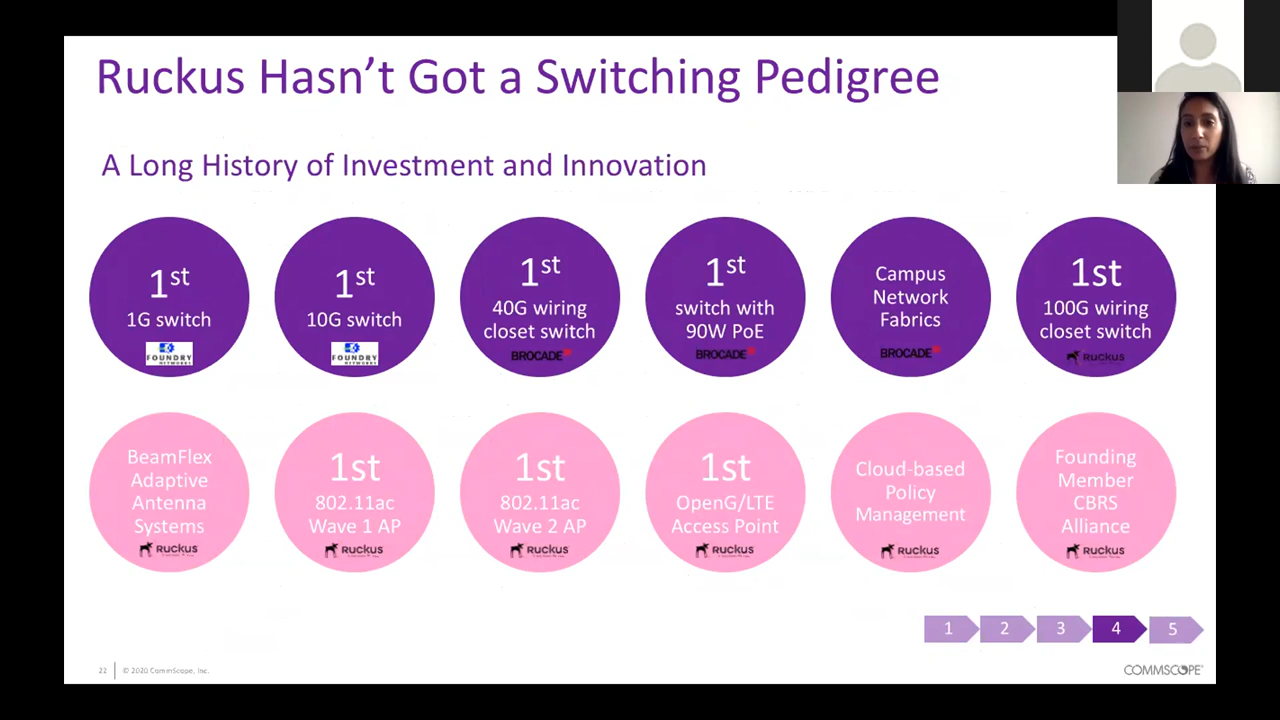 Ruckus Hasn’t Got a Switching Pedigree
A Long History of Investment and Innovation
1st
1G switch
FOUNDRY
NETWORKS
1st
10G switch
FOUNDRY
NETWORKS
1st
40G wiring
closet switch
BROCADE
1st
switch with
90W PoE
BROCADE
Campus
Network
Fabrics
BROCADE
1st
100G wiring
closet switch
Ruckus
BeamFlex
Adaptive
Antenna
Systems
Ruckus
1st
802.11ac
Wave 1 AP
Ruckus
1st
802.11ac
Wave 2 AP
Ruckus
1st
OpenG/LTE
Access Point
Ruckus
Cloud-based
Policy
Management
Ruckus
Founding
Member
CBRS
Alliance
Ruckus
1 2 3 4 5
22 © 2020 CommScope, Inc.
COMMSCOPE